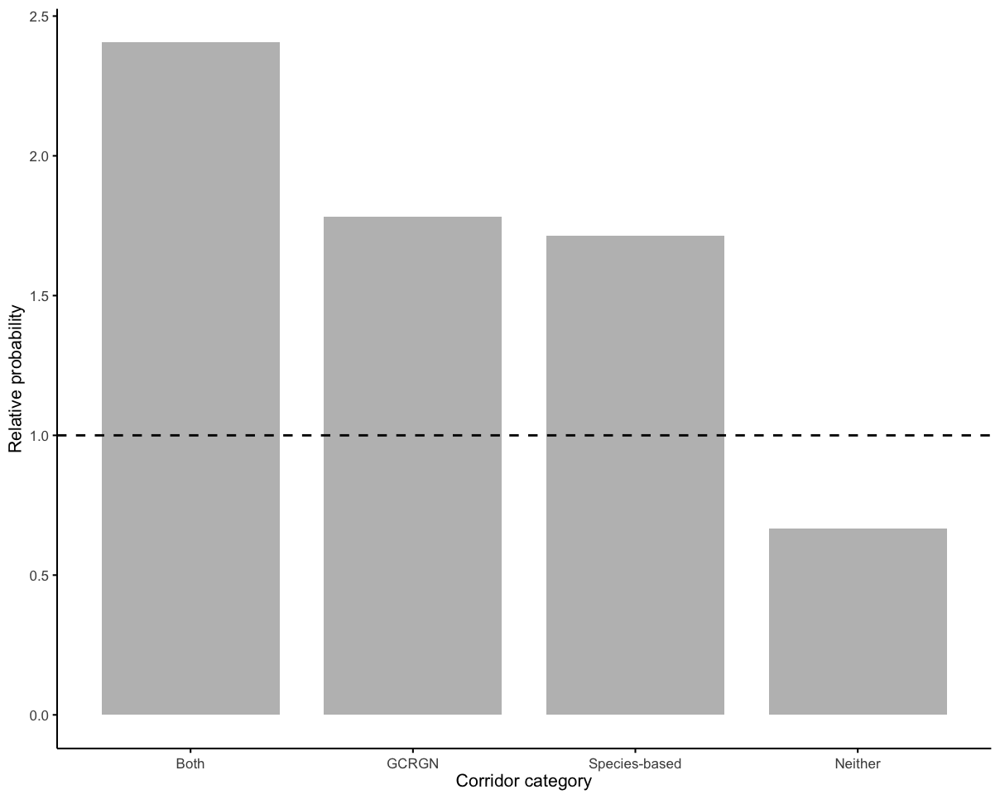 2.5
2.0
1.5
1.0
0.5
0.0
Relative probability
Both
GCRGN
Species-based
Neither
Corridor category